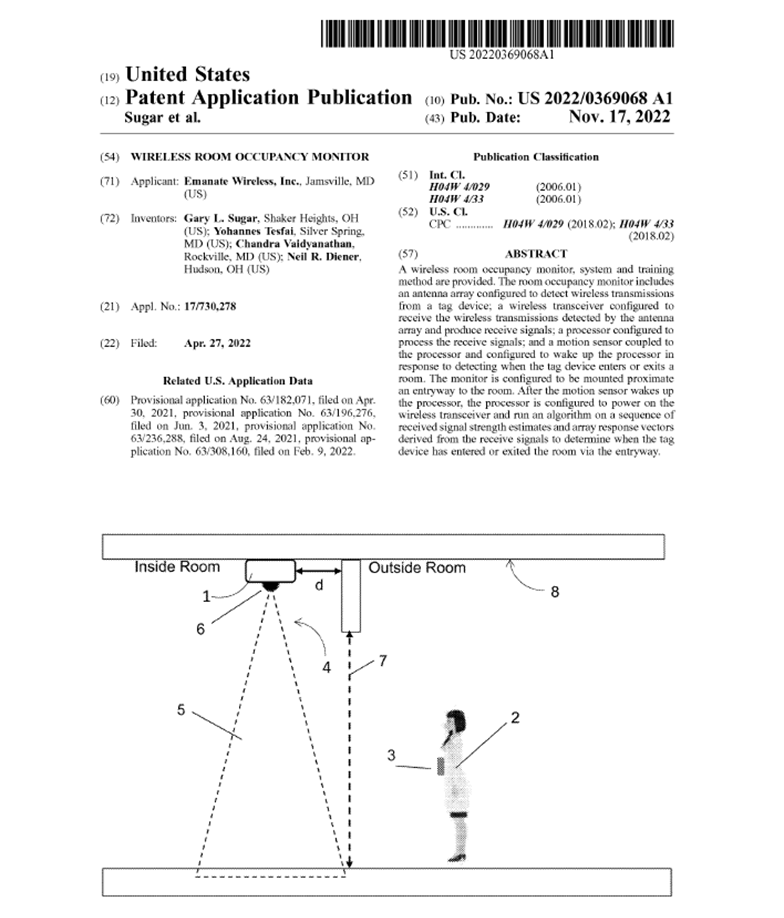 US 20220369068A1
(19) United States
(12) Patent Application Publication
Sugar et al.
(10) Pub. No.: US 2022/0369068 A1
(43) Pub. Date: Nov. 17, 2022
(54) WIRELESS ROOM OCCUPANCY MONITOR
(71) Applicant: Emanate Wireless, Inc., Jamsville, MD
(US)
(72) Inventors: Gary L. Sugar, Shaker Heights, OH
(US); Yohannes Tesfai, Silver Spring,
MD (US); Chandra Vaidyanathan,
Rockville, MD (US); Neil R. Diener,
Hudson, OH (US)
(21) Appl. No.: 17/730,278
(22) Filed: Apr. 27, 2022
Related U.S. Application Data
(60) Provisional application No. 63/182,071, filed on Apr.
30, 2021, provisional application No. 63/196,276,
filed on Jun. 3, 2021, provisional application No.
63/236,288, filed on Aug. 24, 2021, provisional ap-
plication No. 63/308,160, filed on Feb. 9, 2022.
Publication Classification
(51) Int. Cl.
H04W 4/029 (2006.01)
H04W 4/33 (2006.01)
(52) U.S. Cl.
CPC ............. H04W 4/029 (2018.02); H04W 4/33
(2018.02)
(57) ABSTRACT
A wireless room occupancy monitor, system and training
method are provided. The room occupancy monitor includes
an antenna array configured to detect wireless transmissions
from a tag device; a wireless transceiver configured to
receive the wireless transmissions detected by the antenna
array and produce receive signals; a processor configured to
process the receive signals; and a motion sensor coupled to
the processor and configured to wake up the processor in
response to detecting when the tag device enters or exits a
room. The monitor is configured to be mounted proximate
an entryway to the room. After the motion sensor wakes up
the processor, the processor is configured to power on the
wireless transceiver and run an algorithm on a sequence of
received signal strength estimates and array response vectors
derived from the receive signals to determine when the tag
device has entered or exited the room via the entryway.
Inside Room
Outside Room
d
1
8
6
4
7
5
2
3